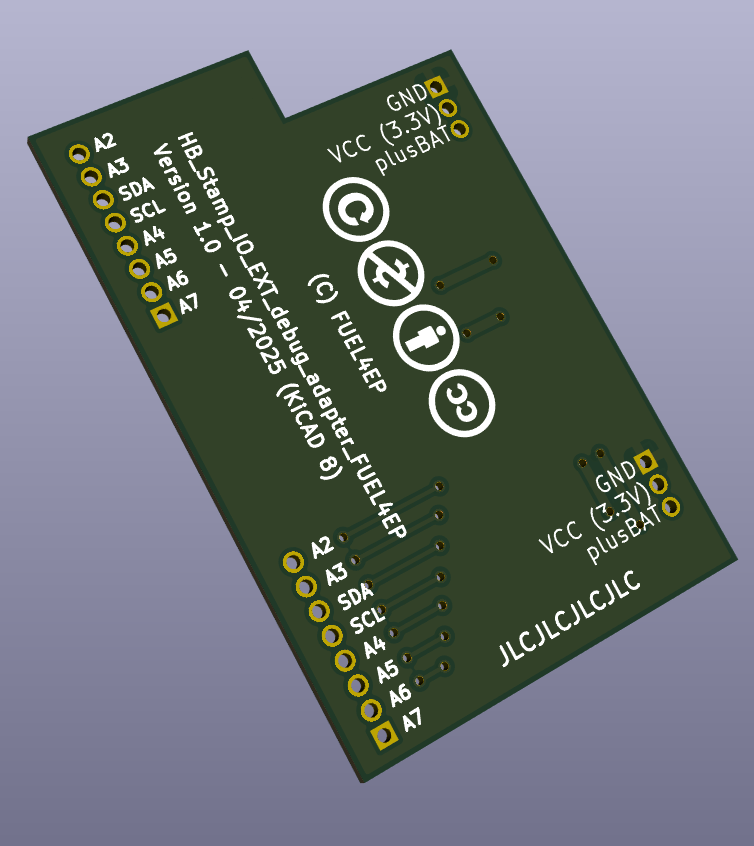 GND
VCC (3.3V)
plusBAT
A2
A3
SDA
SCL
A4
A5
A6
A7
HB_Stamp_IO_EXT_debug_adapter_FUEL4EP
Version 1.0 - 04/2025 (KiCAD 8)
(C) FUEL4EP
A2
A3
SDA
SCL
A4
A5
A6
A7
GND
VCC (3.3V)
plusBAT
JLCJLCJLCJLC